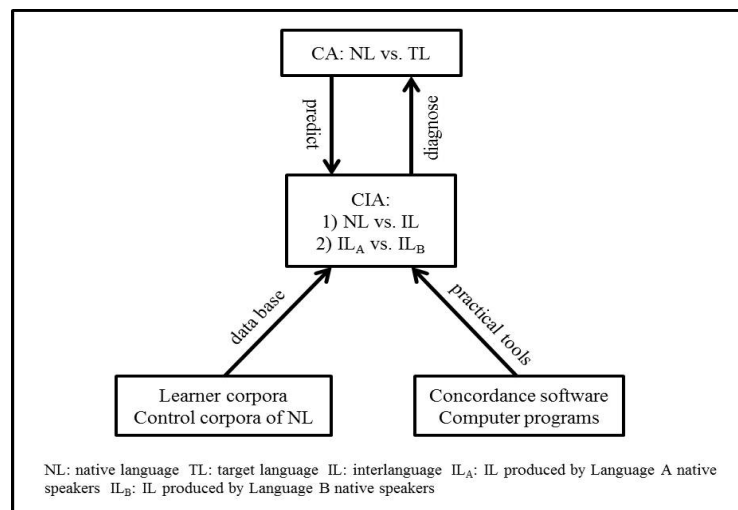 CA: NL vs. TL
predict
diagnose
CIA:
1) NL vs. IL
2) ILA vs. ILB
data base
practical tools
Learner corpora
Control corpora of NL
Concordance software
Computer programs
NL: native language TL: target language IL: interlanguage ILA: IL produced by Language A native
speakers ILB: IL produced by Language B native speakers